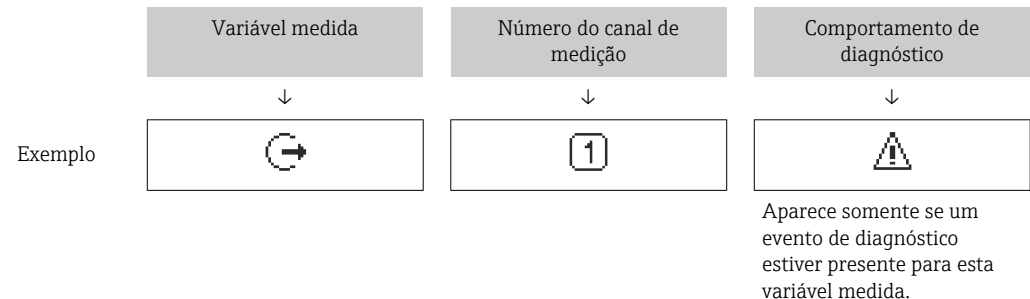 Variável medida
Número do canal de
medição
Comportamento de
diagnóstico
↓ ↓ ↓
Exemplo
1
Aparece somente se um
evento de diagnóstico
estiver presente para esta
variável medida.